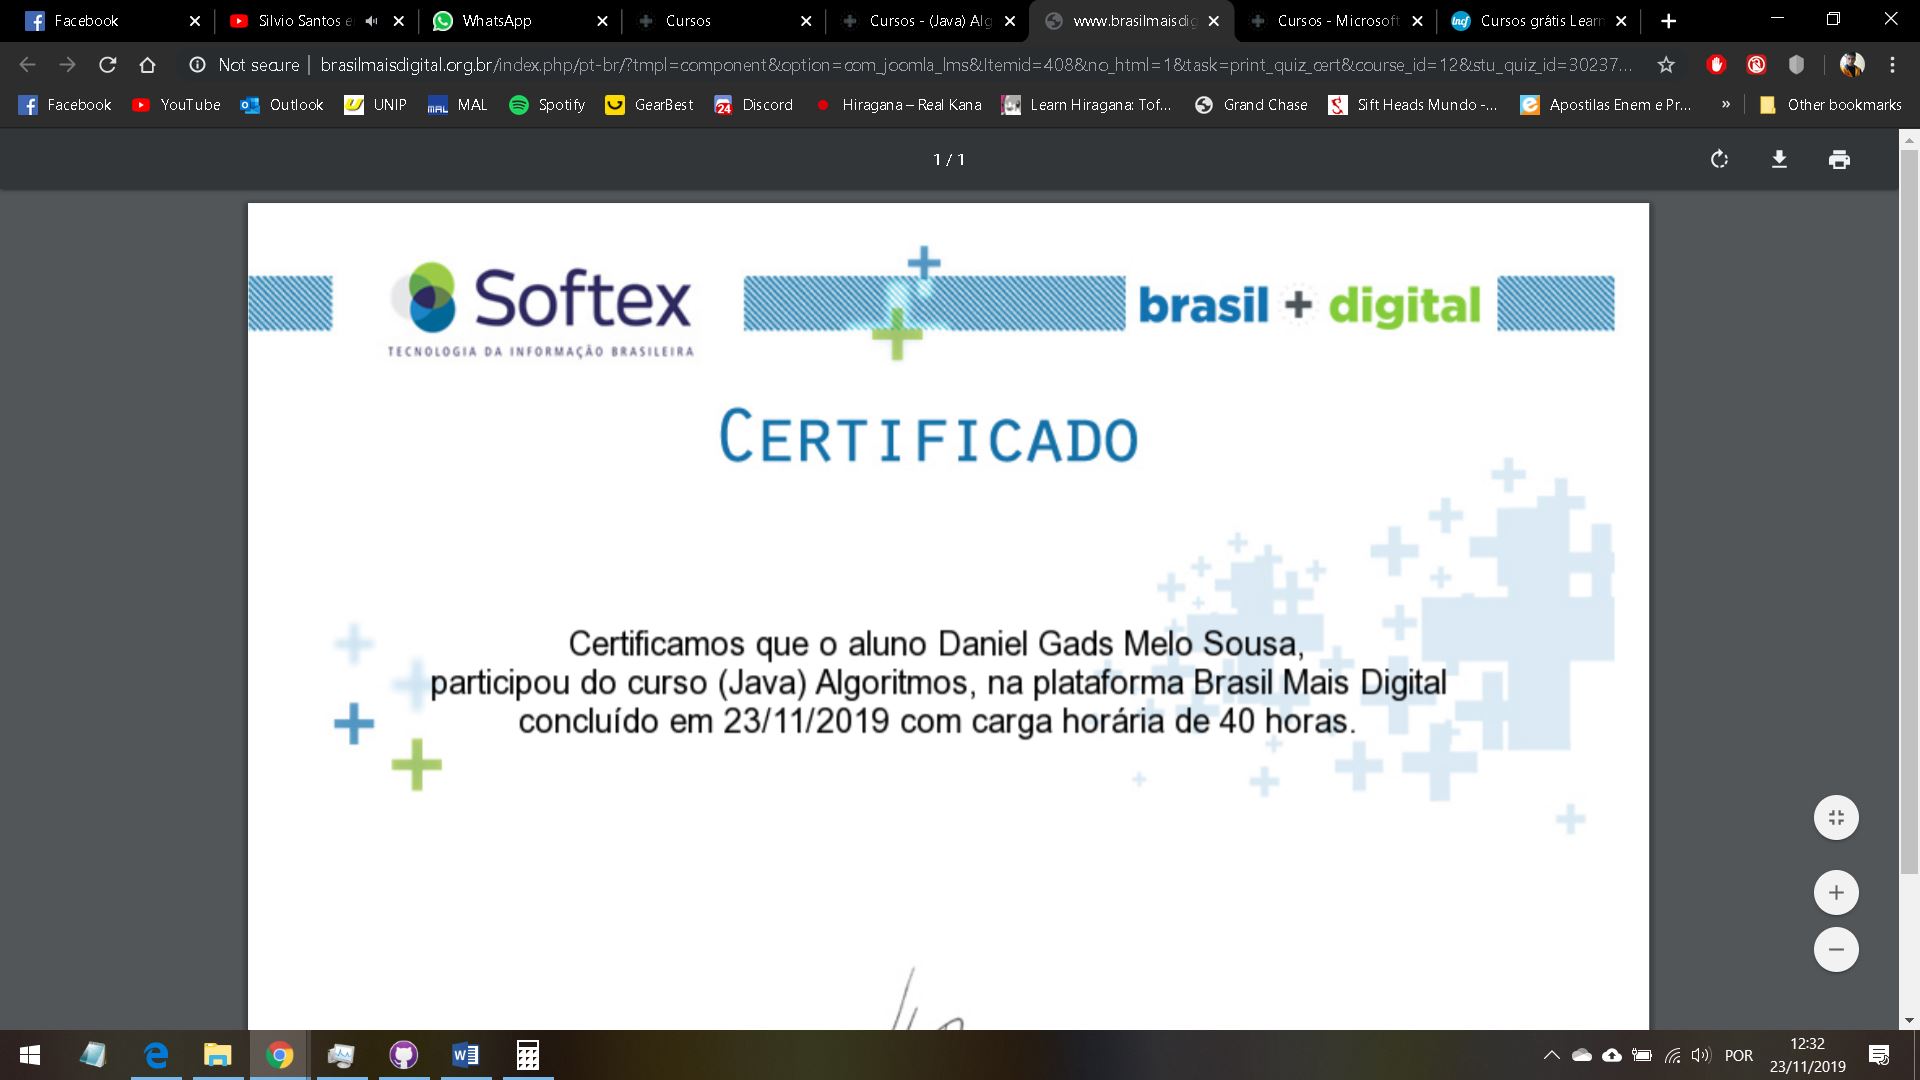 Facebook
Silvio Santos e
WhatsApp
Cursos
Cursos - (Java) Alg
www.brasilmaisdig
Cursos - Microsoft
Cursos grátis Learn
Not secure | brasilmaisdigital.org.br/index.php/pt-br/?tmpl=component&option=com_joomla_lms&Itemid=408&no_html=1&task=print_quiz_cert&course_id=12&stu_quiz_id=30237...
Facebook
YouTube
Outlook
UNIP
MAL
Spotify
GearBest
Discord
Hiragana – Real Kana
Learn Hiragana: Tof...
Grand Chase
Sift Heads Mundo -...
Apostilas Enem e Pr...
»
Other bookmarks
1 / 1
Softex
TECNOLOGIA DA INFORMAÇÃO BRASILEIRA
brasil + digital
CERTIFICADO
Certificamos que o aluno Daniel Gads Melo Sousa,
participou do curso (Java) Algoritmos, na plataforma Brasil Mais Digital
concluído em 23/11/2019 com carga horária de 40 horas.
POR
12:32
23/11/2019